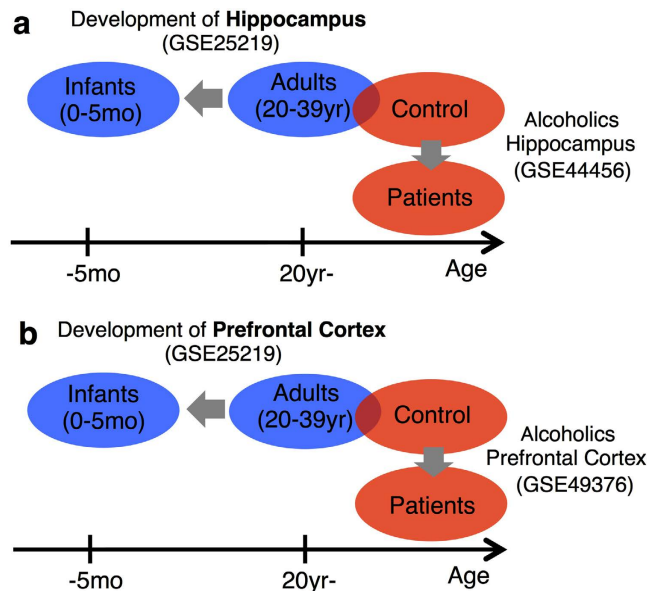 a
Development of Hippocampus
(GSE25219)
Infants
(0-5mo)
Adults
(20-39yr)
Control
Patients
Alcoholics
Hippocampus
(GSE44456)
-5mo
20yr-
Age
b
Development of Prefrontal Cortex
(GSE25219)
Infants
(0-5mo)
Adults
(20-39yr)
Control
Patients
Alcoholics
Prefrontal Cortex
(GSE49376)
-5mo
20yr-
Age